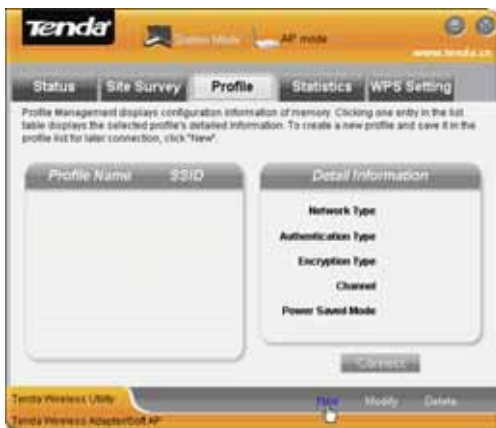 Tenda
Station Mode AP mode
www.tenda.cn
Status Site Survey Profile Statistics WPS Setting
Profile Management displays configuration information of memory. Clicking one entry in the list
table displays the selected profile's detailed information. To create a new profile and save it in the
profile list for later connection, click "New".
Profile Name SSID
Detail Information
Network Type
Authentication Type
Encryption Type
Channel
Power Saved Mode
Connect
Tenda Wireless Utility
New Modify Delete
Tenda Wireless Adapter/Soft AP